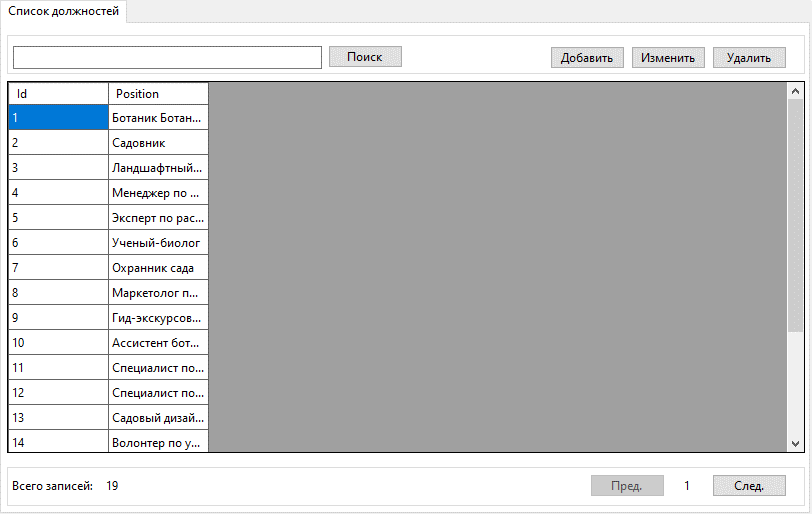 Список должностей
Поиск Добавить Изменить Удалить
Id Position
1 Ботаник Ботан...
2 Садовник
3 Ландшафтный...
4 Менеджер по ...
5 Эксперт по рас...
6 Ученый-биолог
7 Охранник сада
8 Маркетолог п...
9 Гид-экскурсов...
10 Ассистент бот...
11 Специалист по...
12 Специалист по...
13 Садовый дизай...
14 Волонтер по у...
Всего записей: 19 Пред. 1 След.